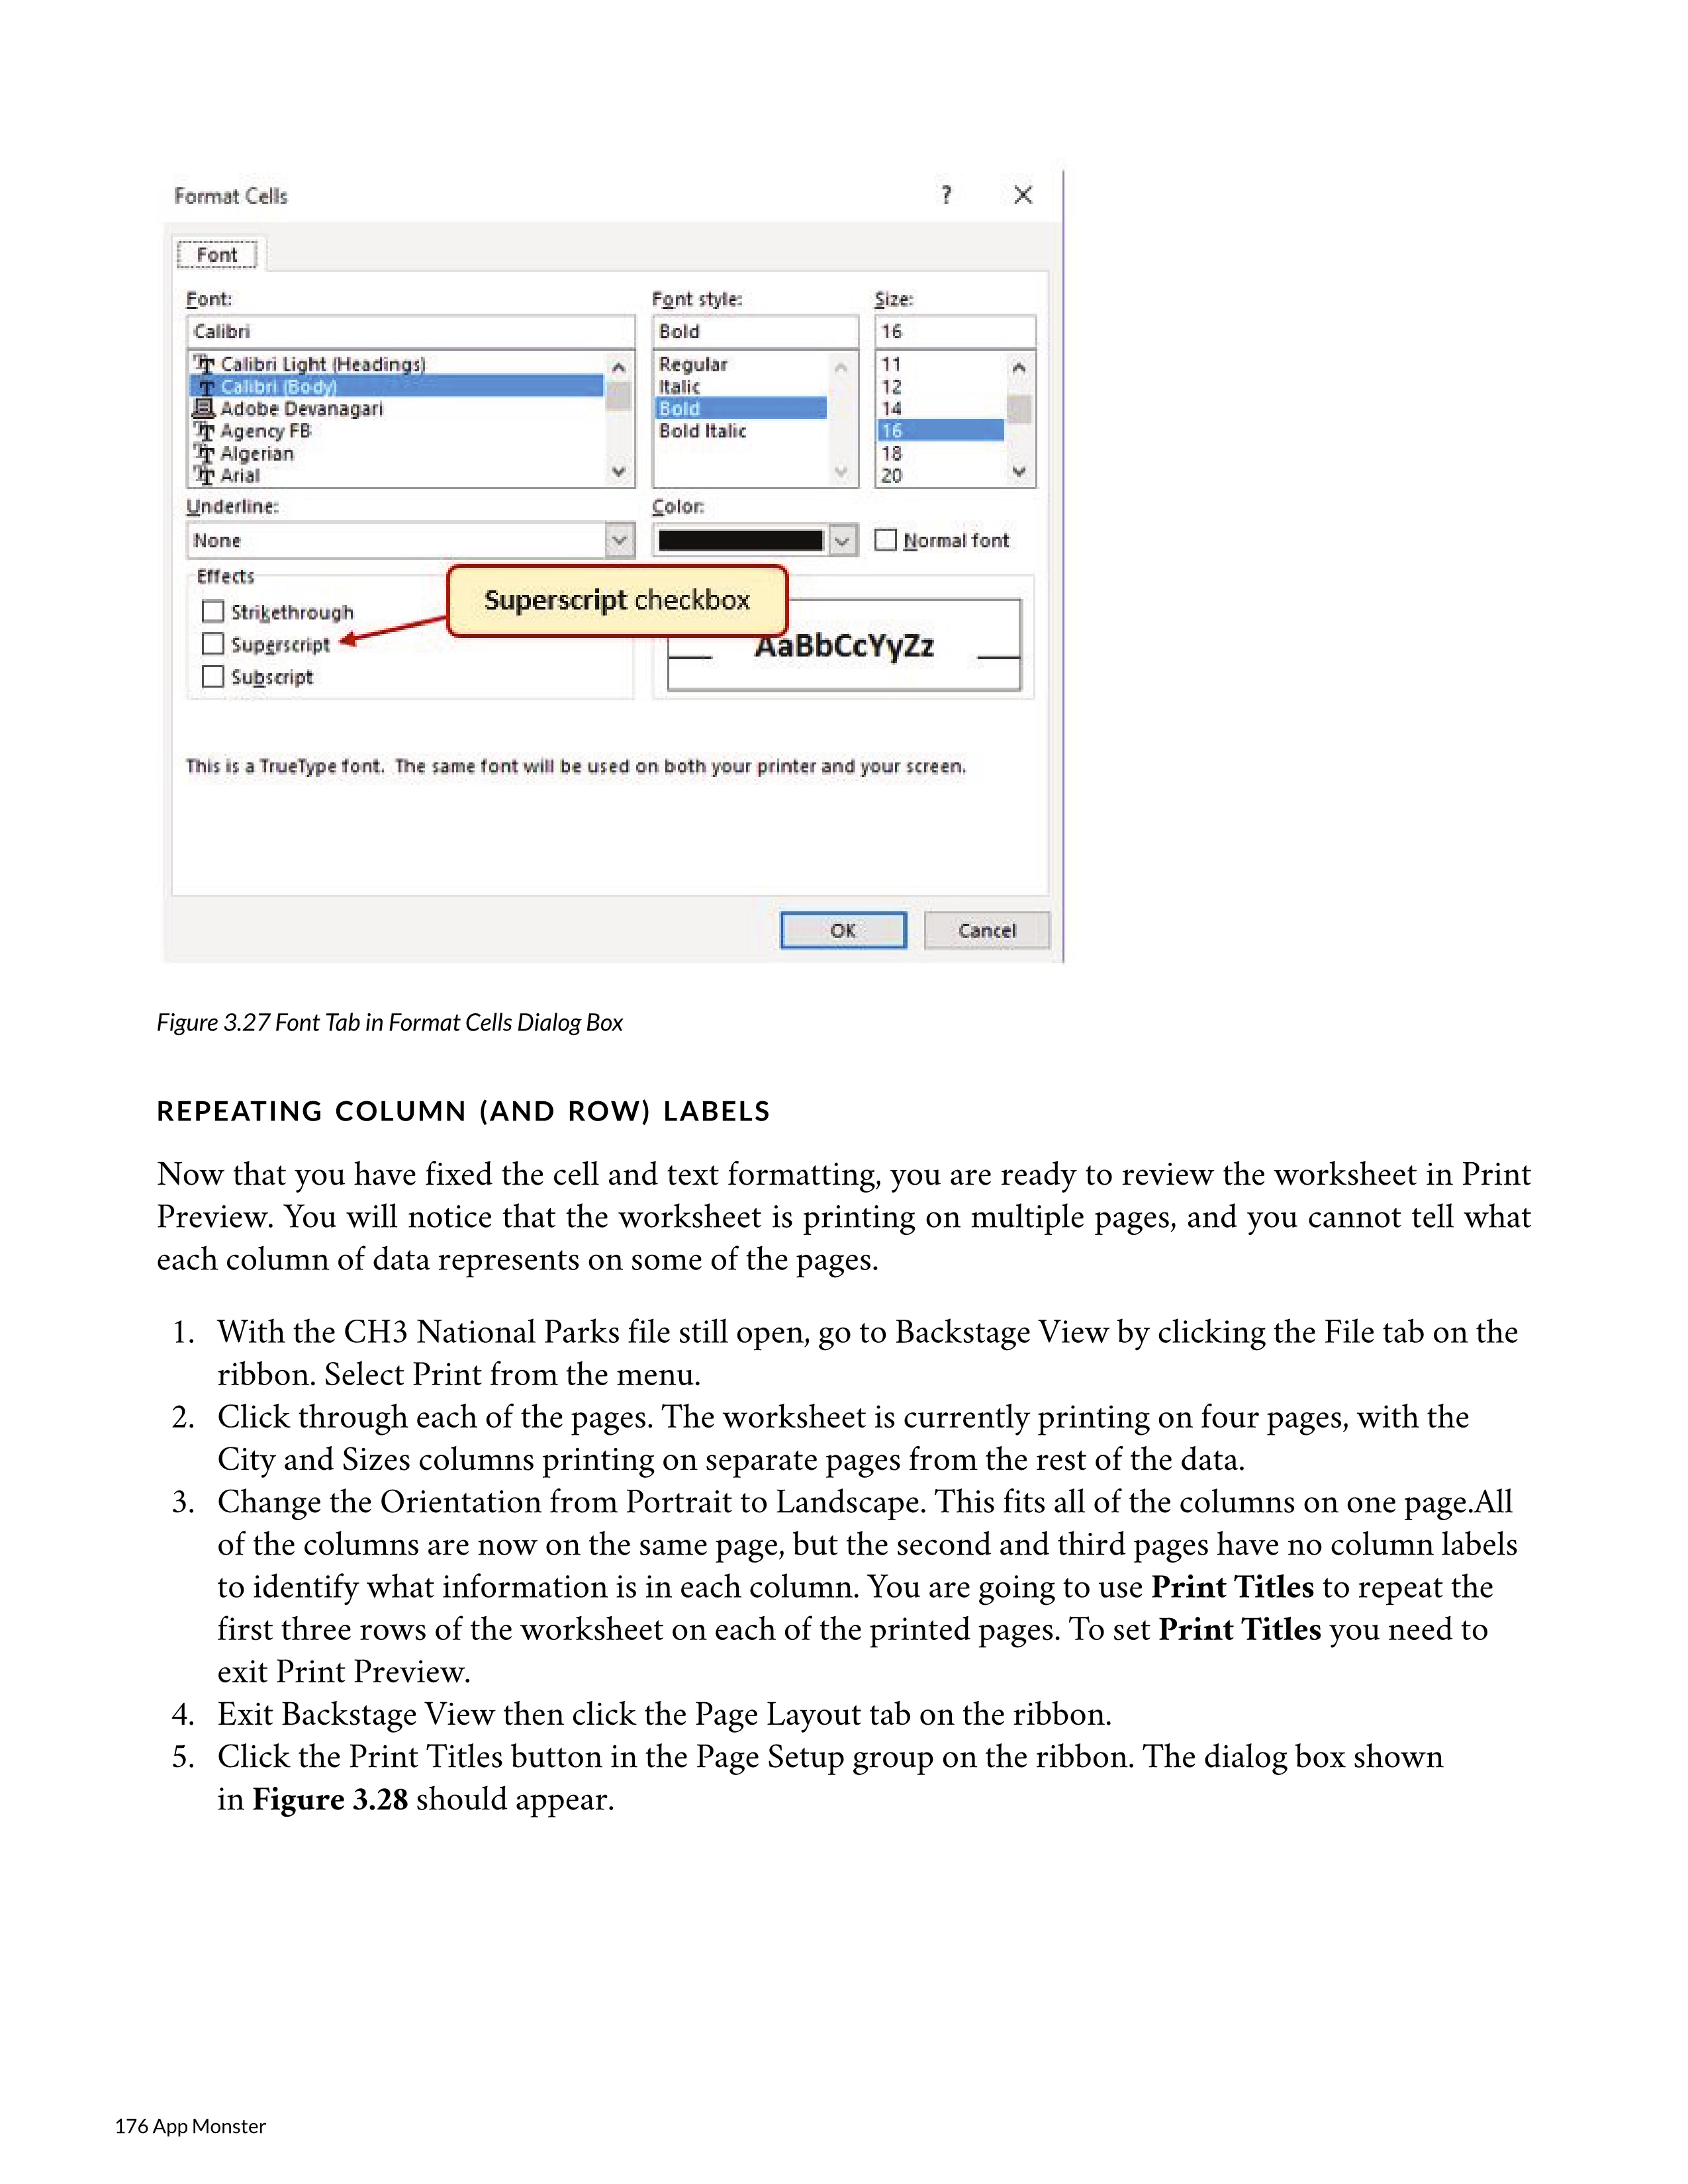 Format Cells ? X
Font
Font: Font style: Size:
Calibri Bold 16
Calibri Light (Headings) Regular 11
Calibri (Body) Italic 12
Adobe Devanagari Bold 14
Agency FB Bold Italic 16
Algerian 18
Arial 20
Underline: Color:
None Normal font
Effects
Superscript checkbox
Strikethrough
Superscript AaBbCcYyZz
Subscript
This is a TrueType font. The same font will be used on both your printer and your screen.
OK Cancel
Figure 3.27 Font Tab in Format Cells Dialog Box
REPEATING COLUMN (AND ROW) LABELS
Now that you have fixed the cell and text formatting, you are ready to review the worksheet in Print
Preview. You will notice that the worksheet is printing on multiple pages, and you cannot tell what
each column of data represents on some of the pages.
1. With the CH3 National Parks file still open, go to Backstage View by clicking the File tab on the
ribbon. Select Print from the menu.
2. Click through each of the pages. The worksheet is currently printing on four pages, with the
City and Sizes columns printing on separate pages from the rest of the data.
3. Change the Orientation from Portrait to Landscape. This fits all of the columns on one page.All
of the columns are now on the same page, but the second and third pages have no column labels
to identify what information is in each column. You are going to use Print Titles to repeat the
first three rows of the worksheet on each of the printed pages. To set Print Titles you need to
exit Print Preview.
4. Exit Backstage View then click the Page Layout tab on the ribbon.
5. Click the Print Titles button in the Page Setup group on the ribbon. The dialog box shown
in Figure 3.28 should appear.
176 App Monster